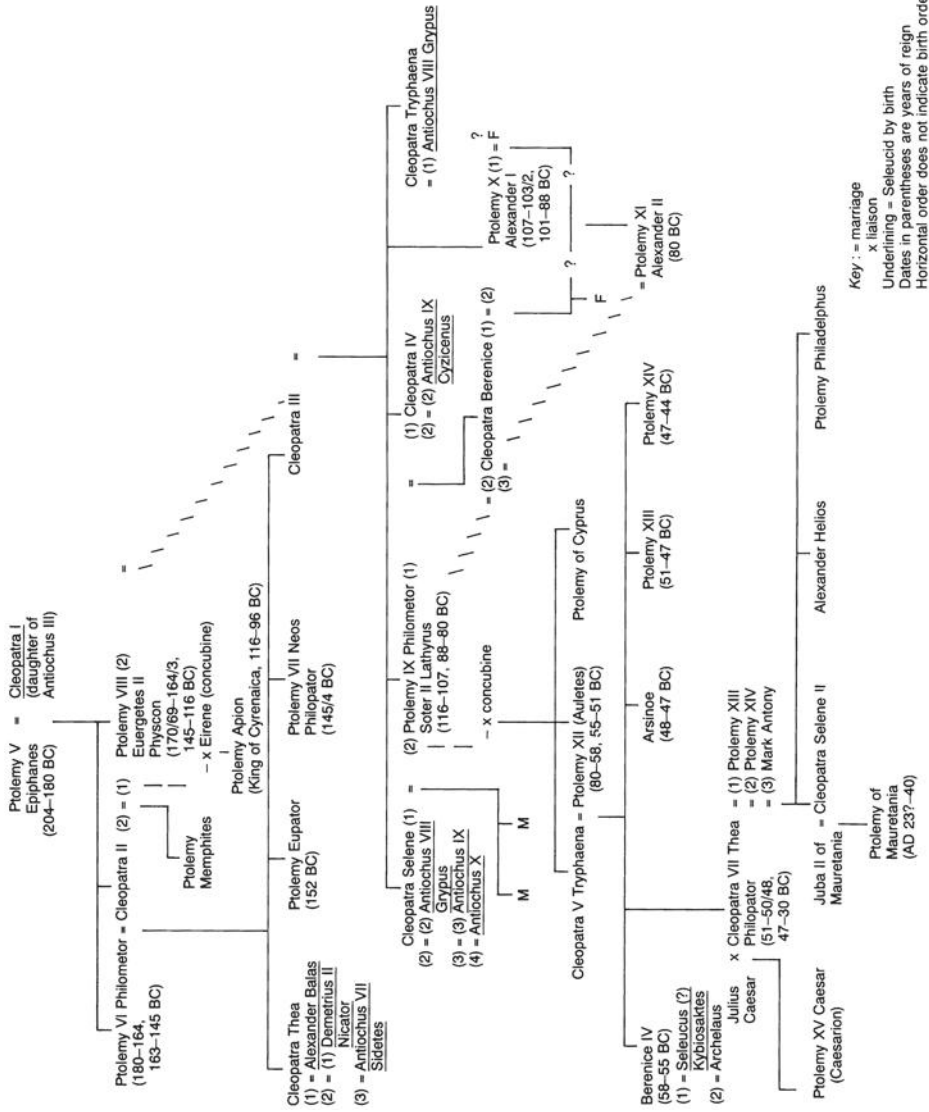 Ptolemy V = Cleopatra I
Epiphanes (daughter of
(204–180 BC) Antiochus III)
Ptolemy VI Philometor = Cleopatra II (2) = (1) Ptolemy VIII (2) =
(180–164, Euergetes II
163–145 BC) Physcon
(170/69–164/3,
145–116 BC)
Ptolemy
Memphites
x Eirene (concubine)
Ptolemy Apion
(King of Cyrenaica, 116–96 BC)
Cleopatra Thea
(1) = Alexander Balas
(2) = (1) Demetrius II
Nicator
(3) = Antiochus VII
Sidetes
Ptolemy Eupator
(152 BC)
Ptolemy VII Neos
Philopator
(145/4 BC)
Cleopatra III =
Cleopatra Selene (1) =
(2) = (2) Antiochus VIII
Grypus
(3) = (3) Antiochus IX
(4) = Antiochus X
M M
(2) Ptolemy IX Philometor (1) =
Soter II Lathyrus
(116–107, 88–80 BC)
(1) Cleopatra IV
(2) = (2) Antiochus IX
Cyzicenus
Cleopatra Tryphaena
= (1) Antiochus VIII Grypus
Ptolemy X (1) = F
Alexander I
(107–103/2,
101–88 BC)
?
= (2) Cleopatra Berenice (1) = (2)
(3) =
? ? ?
F
= Ptolemy XI
Alexander II
(80 BC)
x concubine
Cleopatra V Tryphaena = Ptolemy XII (Auletes)
(80–58, 55–51 BC)
Ptolemy of Cyprus
Berenice IV
(58–55 BC)
(1) = Seleucus (?)
Kybiosaktes
(2) = Archelaus
Julius x Cleopatra VII Thea = (1) Ptolemy XIII
Caesar Philopator = (2) Ptolemy XIV
(51–50/48, = (3) Mark Antony
47–30 BC)
Arsinoe
(48–47 BC)
Ptolemy XIII
(51–47 BC)
Ptolemy XIV
(47–44 BC)
Ptolemy XV Caesar
(Caesarion)
Juba II of = Cleopatra Selene II
Mauretania
Alexander Helios
Ptolemy Philadelphus
Ptolemy of
Mauretania
(AD 23?–40)
Key : = marriage
x liaison
Underlining = Seleucid by birth
Dates in parentheses are years of reign
Horizontal order does not indicate birth orde